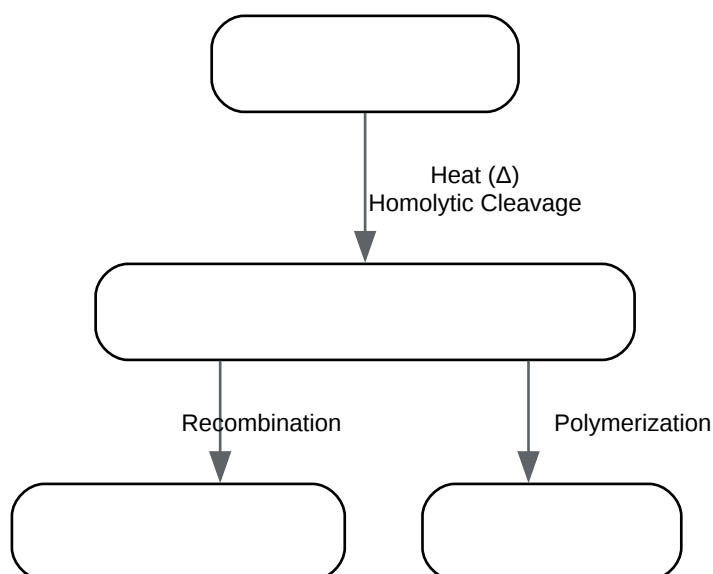 Heat (Δ)
Homolytic Cleavage
Recombination
Polymerization